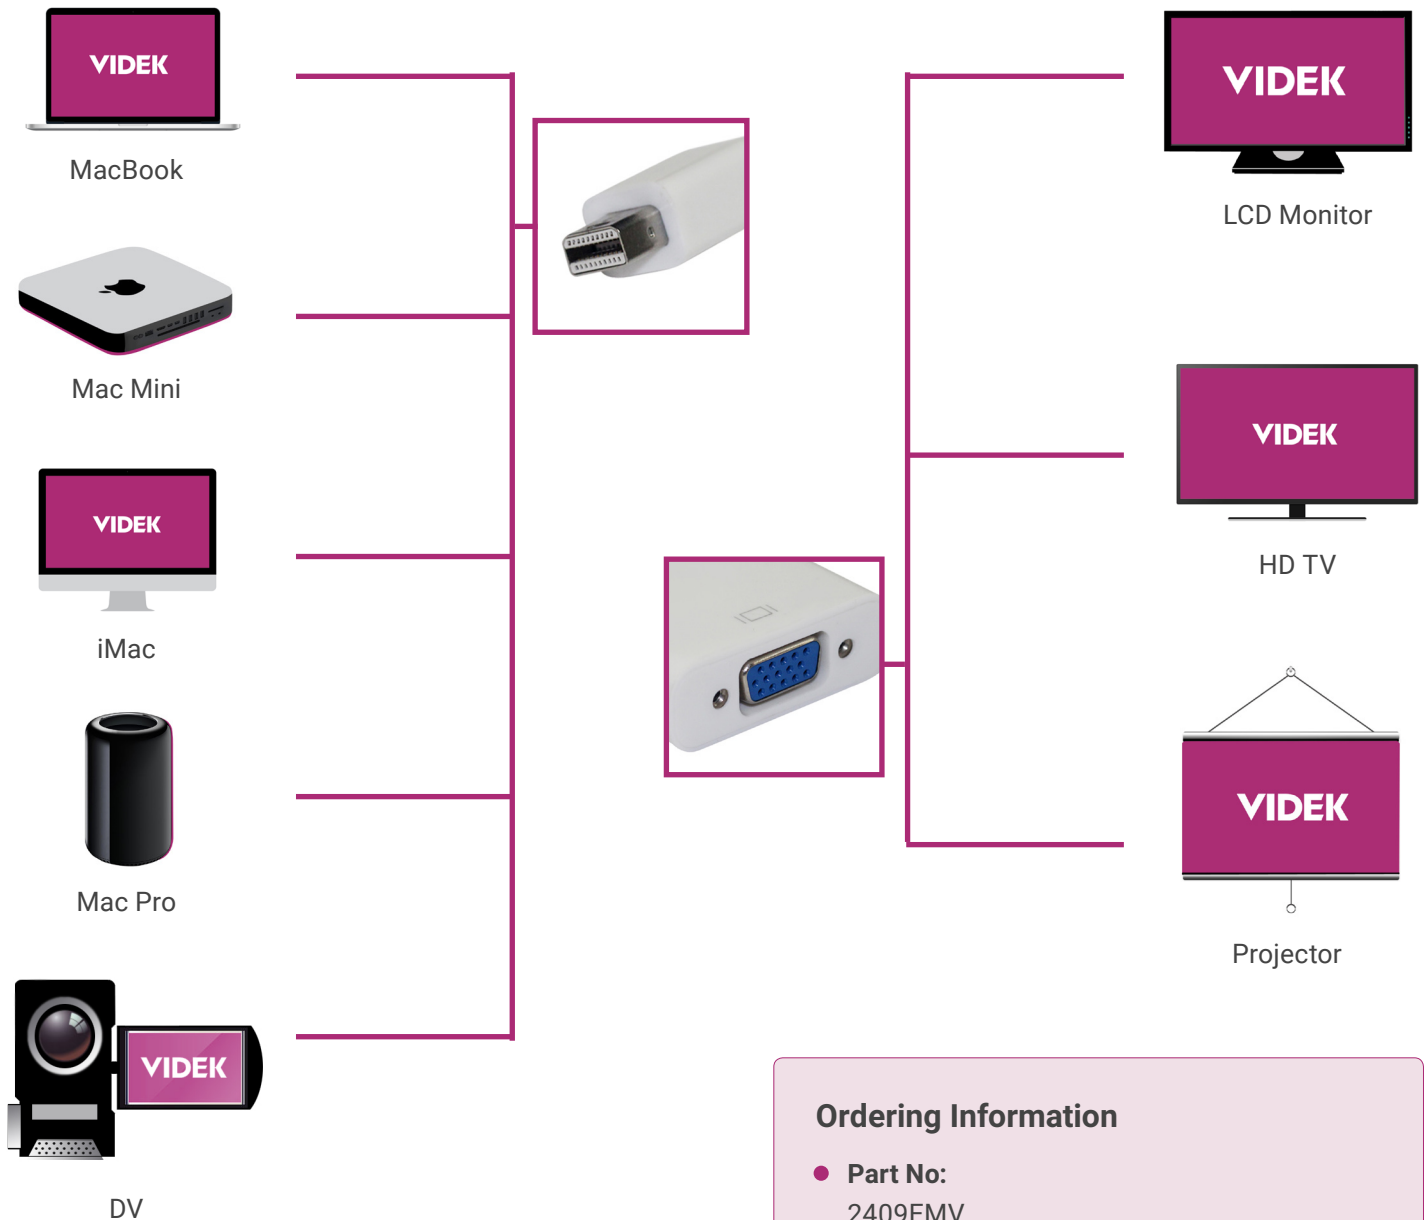 VIDEK
MacBook
Mac Mini
VIDEK
iMac
Mac Pro
VIDEK
DV
VIDEK
LCD Monitor
VIDEK
HD TV
VIDEK
Projector
Ordering Information
Part No:
2409FMV